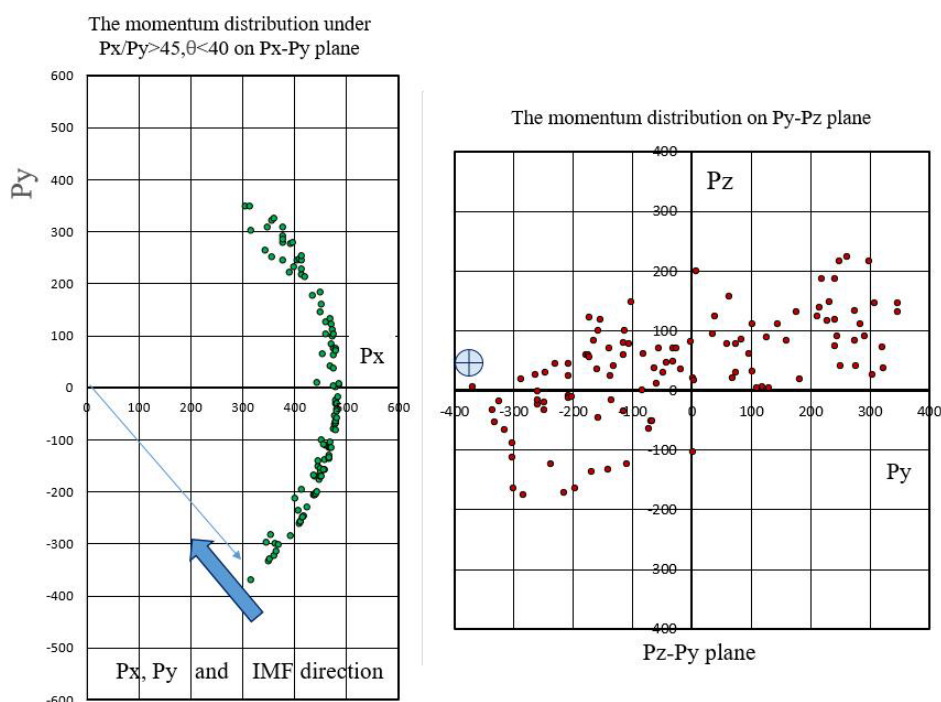 The momentum distribution under
Px/Py>45,θ<40 on Px-Py plane
600
500
400
300
200
100
0
-100
-200
-300
-400
-500
-600
0 100 200 300 400 500 600
Py
Px
Px, Py and IMF direction
The momentum distribution on Py-Pz plane
400
300
200
100
0
-100
-200
300
400
-400 -300 -200 -100 0 100 200 300 400
Pz
Py
Pz-Py plane